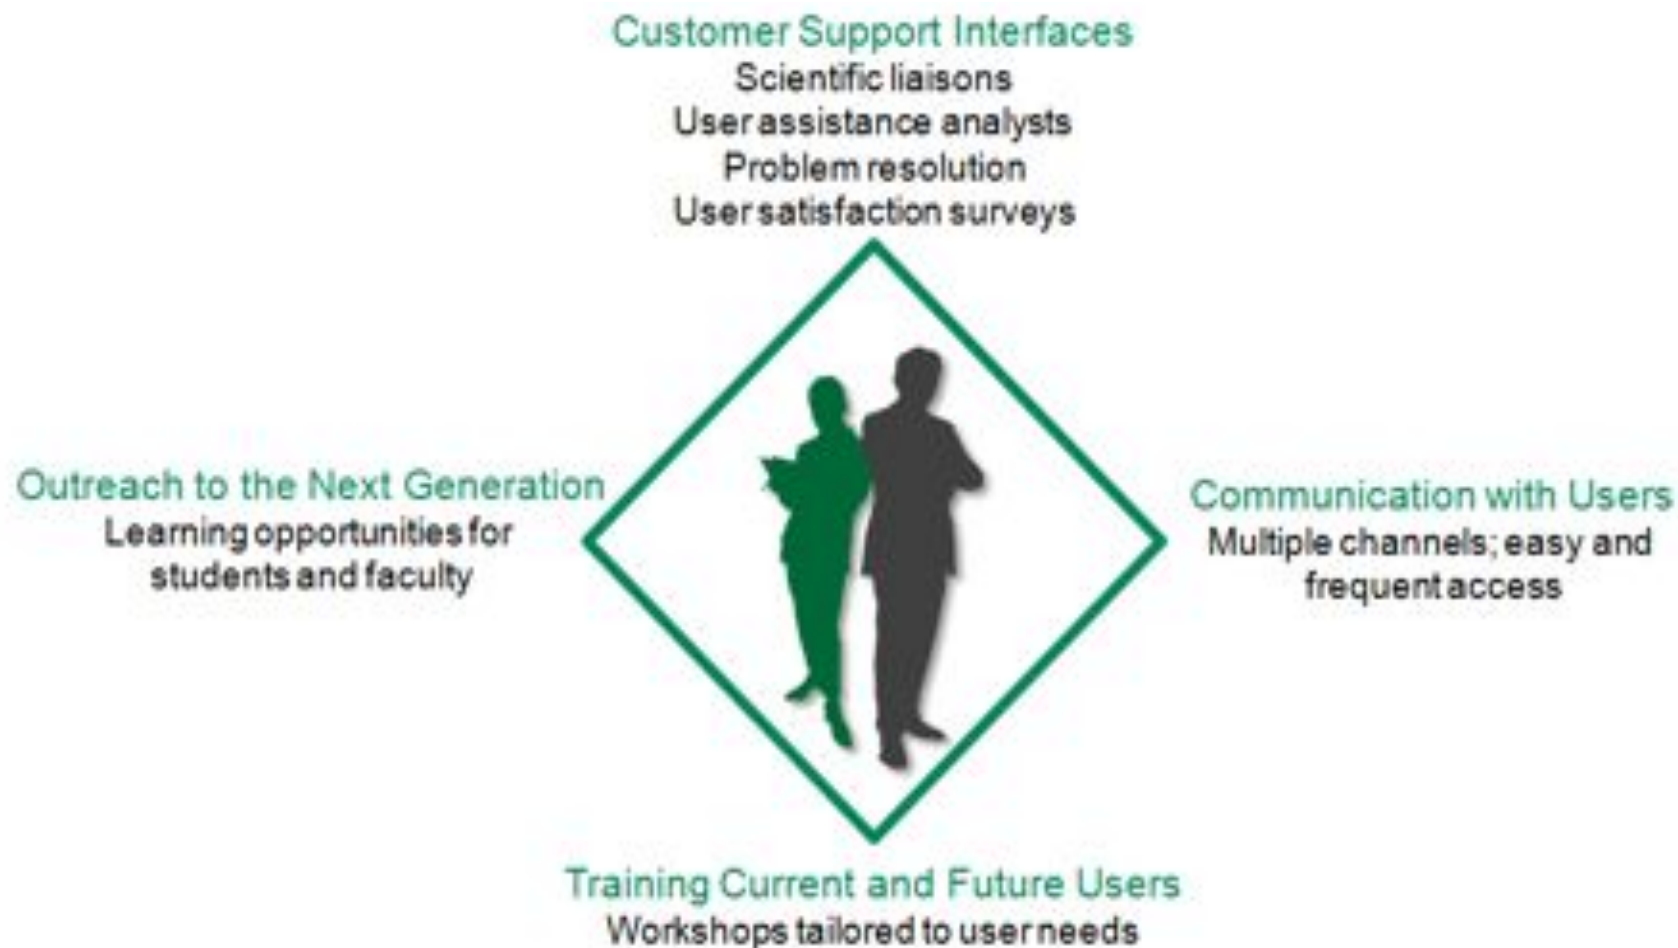 Customer Support Interfaces
Scientific liaisons
User assistance analysts
Problem resolution
User satisfaction surveys
Outreach to the Next Generation
Learning opportunities for
students and faculty
Communication with Users
Multiple channels; easy and
frequent access
Training Current and Future Users
Workshops tailored to user needs